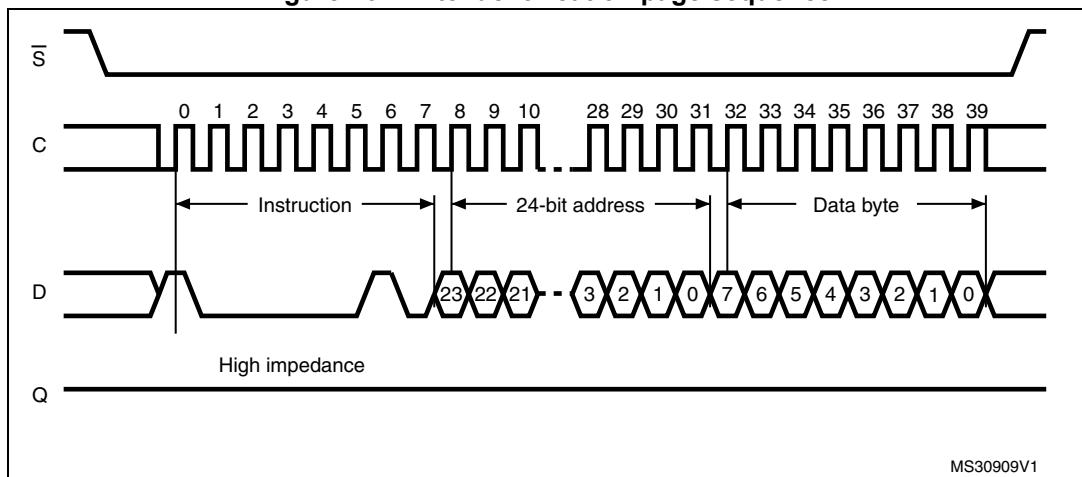 S
0 1 2 3 4 5 6 7 8 9 10 28 29 30 31 32 33 34 35 36 37 38 39
C
Instruction 24-bit address Data byte
D
23 22 21 3 2 1 0 7 6 5 4 3 2 1 0
High impedance
Q
MS30909V1